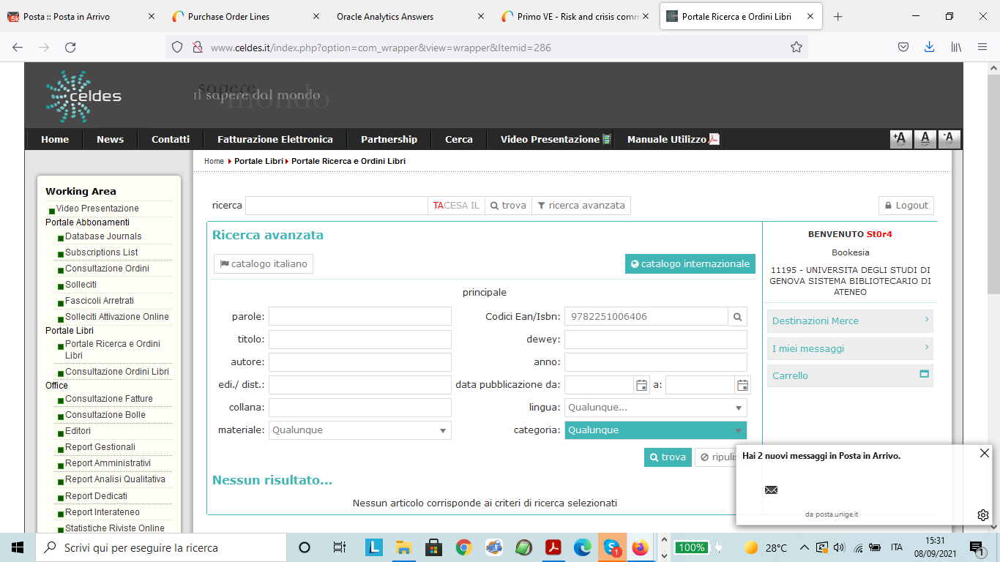 Posta :: Posta in Arrivo
Purchase Order Lines
Oracle Analytics Answers
Primo VE - Risk and crisis comm
Portale Ricerca e Ordini Libri
www.celdes.it/index.php?option=com_wrapper&view=wrapper&Itemid=286
celdes
sapere
il sapere dal mondo
mondo
Home
News
Contatti
Fatturazione Elettronica
Partnership
Cerca
Video Presentazione
Manuale Utilizzo
+A
A
-A
Home Portale Libri Portale Ricerca e Ordini Libri
Working Area
Video Presentazione
Portale Abbonamenti
Database Journals
Subscriptions List
Consultazione Ordini
Solleciti
Fascicoli Arretrati
Solleciti Attivazione Online
Portale Libri
Portale Ricerca e Ordini
Libri
Consultazione Ordini Libri
Office
Consultazione Fatture
Consultazione Bolle
Editori
Report Gestionali
Report Amministrativi
Report Analisi Qualitativa
Report Dedicati
Report Interateneo
Statistiche Riviste Online
ricerca
TACESA IL
trova
ricerca avanzata
Logout
Ricerca avanzata
catalogo italiano
catalogo internazionale
principale
parole:
Codici Ean/Isbn: 9782251006406
titolo:
dewey:
autore:
anno:
edi./ dist.:
data pubblicazione da: a:
collana:
lingua: Qualunque...
materiale: Qualunque
categoria: Qualunque
trova
ripulis
Nessun risultato...
Nessun articolo corrisponde ai criteri di ricerca selezionati
BENVENUTO St0r4
Bookesia
11195 - UNIVERSITA DEGLI STUDI DI
GENOVA SISTEMA BIBLIOTECARIO DI
ATENEO
Destinazioni Merce
I miei messaggi
Carrello
Hai 2 nuovi messaggi in Posta in Arrivo.
da posta.unige.it
Scrivi qui per eseguire la ricerca
L
1
100%
28°C
ITA
15:31
08/09/2021
1